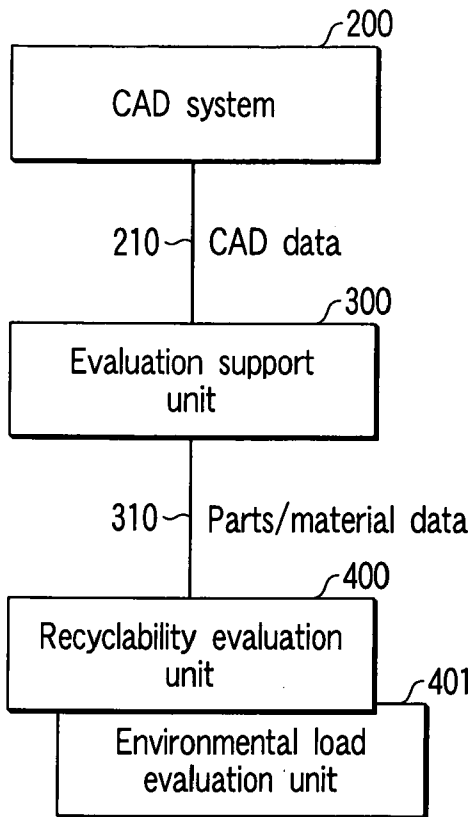 200
CAD system
210 CAD data
300
Evaluation support
unit
310 Parts/material data
400
Recyclability evaluation
unit
401
Environmental load
evaluation unit